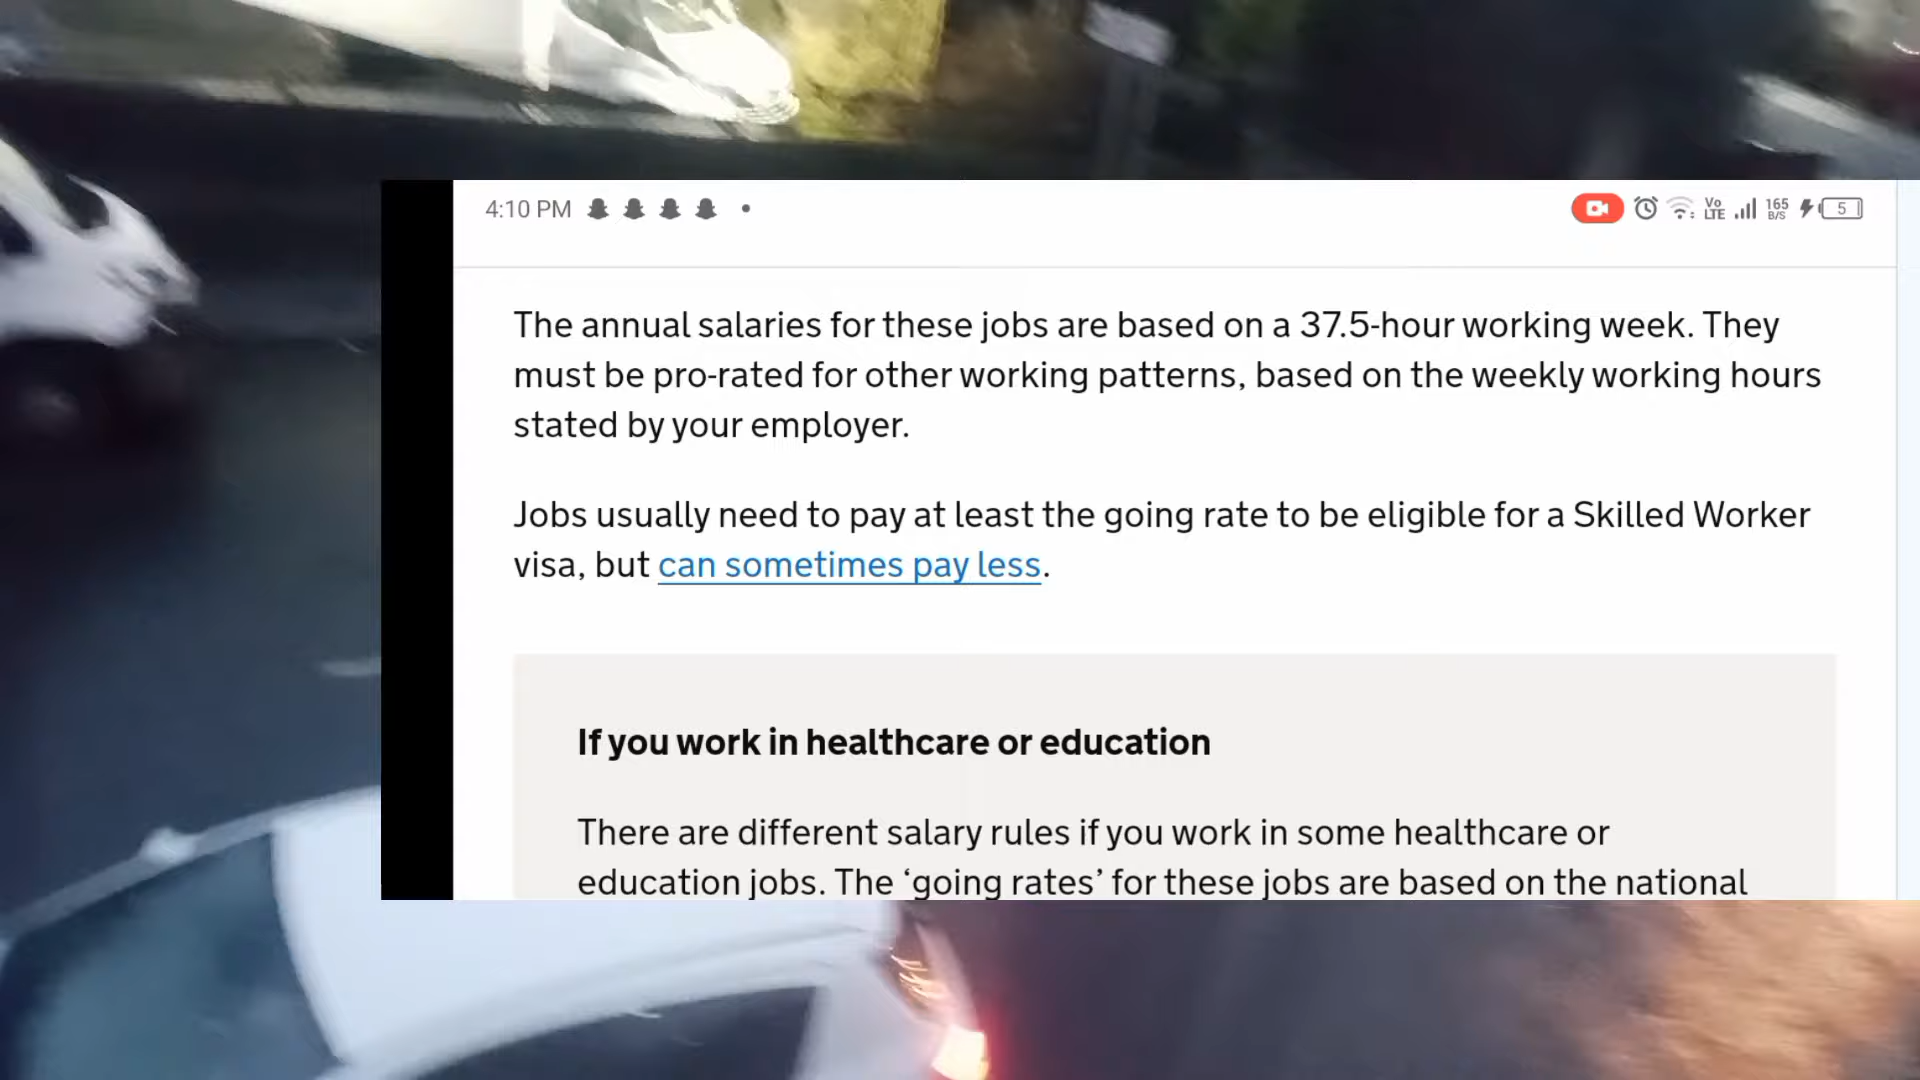 4:10 PM
Vo LTE 165 B/S 5
The annual salaries for these jobs are based on a 37.5-hour working week. They
must be pro-rated for other working patterns, based on the weekly working hours
stated by your employer.
Jobs usually need to pay at least the going rate to be eligible for a Skilled Worker
visa, but can sometimes pay less.
If you work in healthcare or education
There are different salary rules if you work in some healthcare or
education jobs. The ‘going rates’ for these jobs are based on the national